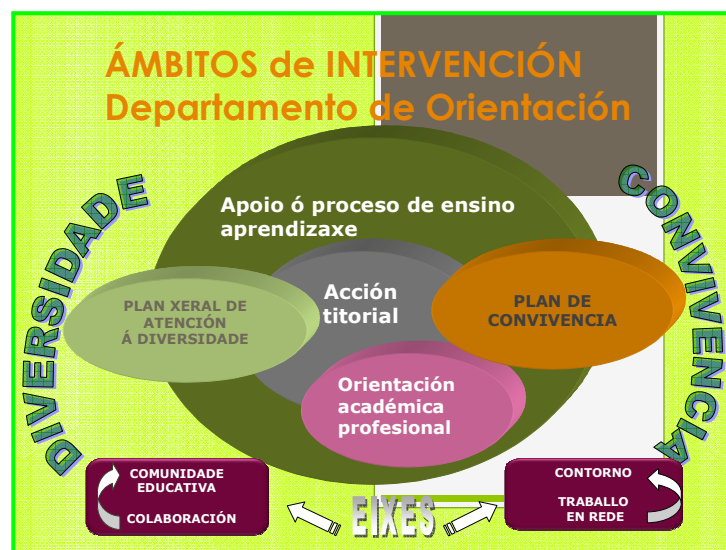 ÁMBITOS de INTERVENCIÓN
Departamento de Orientación
DIVERSIDADE
CONVIVENCIA
Apoio ó proceso de ensino
aprendizaxe
PLAN XERAL DE
ATENCIÓN
Á DIVERSIDADE
Acción
titorial
PLAN DE
CONVIVENCIA
Orientación
académica
profesional
COMUNIDADE
EDUCATIVA
COLABORACIÓN
EIXES
CONTORNO
TRABALLO
EN REDE